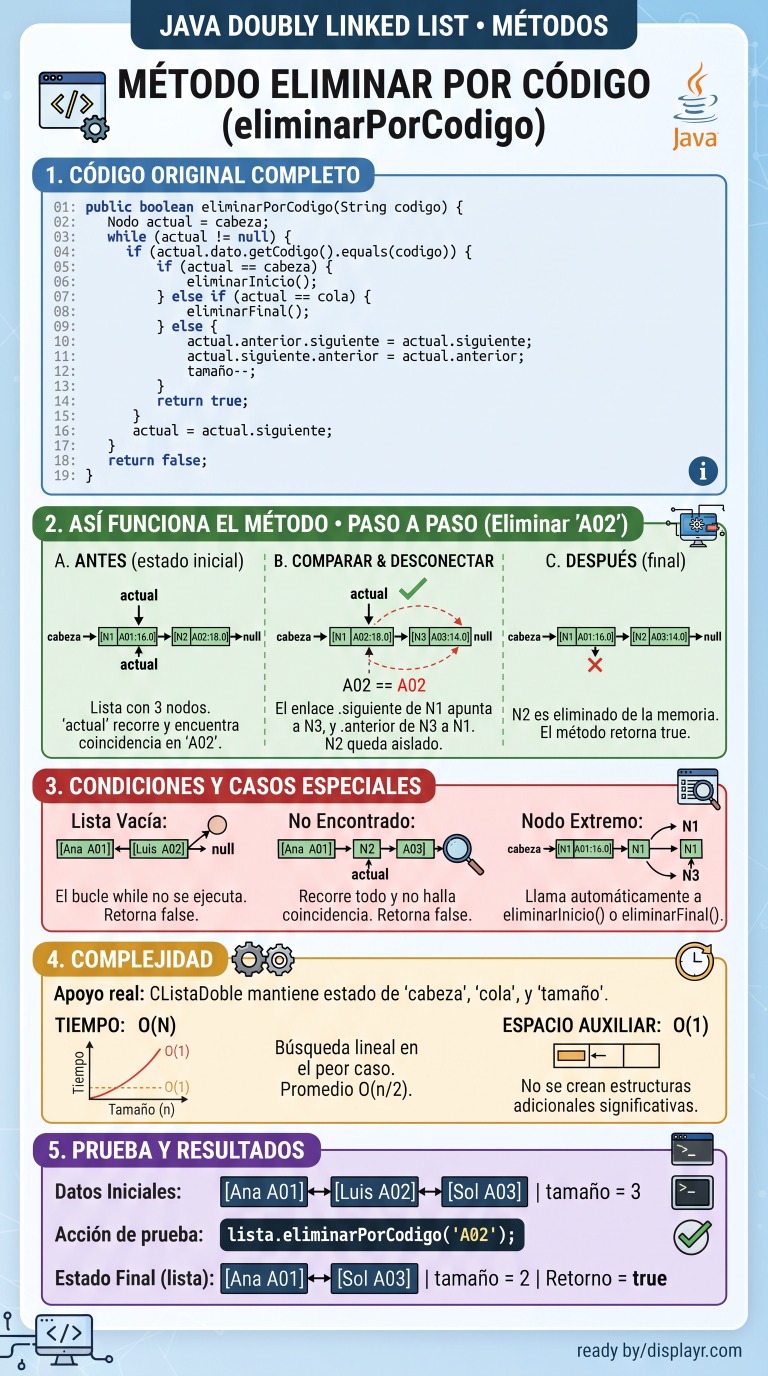 JAVA DOUBLY LINKED LIST • MÉTODOS
MÉTODO ELIMINAR POR CÓDIGO
(eliminarPorCodigo)
</>
Java
1. CÓDIGO ORIGINAL COMPLETO
01: public boolean eliminarPorCodigo(String codigo) {
02: Nodo actual = cabeza;
03: while (actual != null) {
04: if (actual.dato.getCodigo().equals(codigo)) {
05: if (actual == cabeza) {
06: eliminarInicio();
07: } else if (actual == cola) {
08: eliminarFinal();
09: } else {
10: actual.anterior.siguiente = actual.siguiente;
11: actual.siguiente.anterior = actual.anterior;
12: tamaño--;
13: }
14: return true;
15: }
16: actual = actual.siguiente;
17: }
18: return false;
19: }
i
2. ASÍ FUNCIONA EL MÉTODO • PASO A PASO (Eliminar 'A02')
A. ANTES (estado inicial)
actual
cabeza [N1 A01:16.0] [N2 A02:18.0] null
actual
Lista con 3 nodos.
'actual' recorre y encuentra
coincidencia en 'A02'.
B. COMPARAR & DESCONECTAR
actual
cabeza [N1 A02:18.0] [N3 A03:14.0] null
A02 == A02
El enlace .siguiente de N1 apunta
a N3, y .anterior de N3 a N1.
N2 queda aislado.
C. DESPUÉS (final)
cabeza [N1 A01:16.0] [N2 A03:14.0] null
N2 es eliminado de la memoria.
El método retorna true.
3. CONDICIONES Y CASOS ESPECIALES
Lista Vacía:
[Ana A01] [Luis A02] null
El bucle while no se ejecuta.
Retorna false.
No Encontrado:
[Ana A01] N2 A03]
actual
Recorre todo y no halla
coincidencia. Retorna false.
Nodo Extremo:
N1
cabeza [N1 A01:16.0] N1 N1
N3
Llama automáticamente a
eliminarInicio() o eliminarFinal().
4. COMPLEJIDAD
Apoyo real: CListaDoble mantiene estado de 'cabeza', 'cola', y 'tamaño'.
TIEMPO: O(N)
Tiempo
O(1)
O(1)
Tamaño (n)
Búsqueda lineal en
el peor caso.
Promedio O(n/2).
ESPACIO AUXILIAR: O(1)
No se crean estructuras
adicionales significativas.
5. PRUEBA Y RESULTADOS
>_
Datos Iniciales: [Ana A01] [Luis A02] [Sol A03] | tamaño = 3
>_
Acción de prueba: lista.eliminarPorCodigo('A02');
Estado Final (lista): [Ana A01] [Sol A03] | tamaño = 2 | Retorno = true
</>
ready by/displayr.com